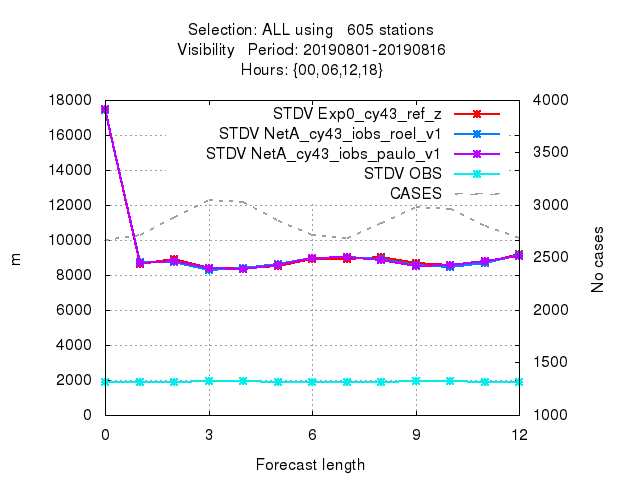 Selection: ALL using   605 stations
Visibility   Period: 20190801-20190816
Hours: {00,06,12,18}
18000
16000
14000
12000
10000
8000
6000
4000
2000
0
m
STDV Exp0_cy43_ref_z
STDV NetA_cy43_iobs_roel_v1
STDV NetA_cy43_iobs_paulo_v1
STDV OBS
CASES
4000
3500
3000
2500
2000
1500
1000
No cases
0 3 6 9 12
Forecast length